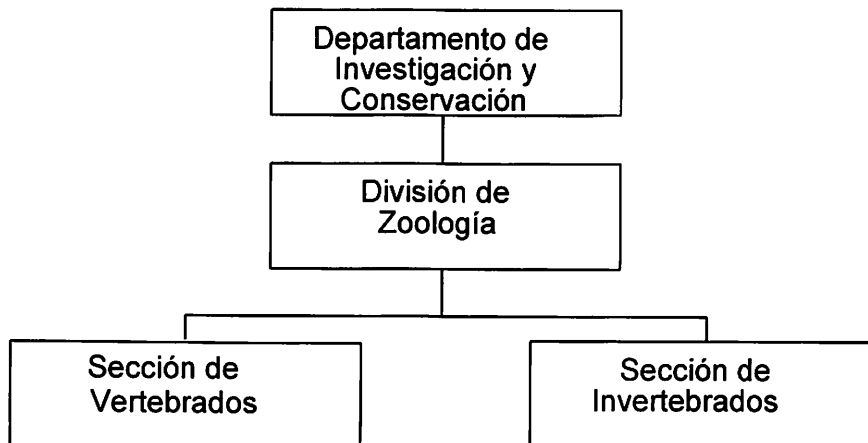 Departamento de
Investigación y
Conservación
División de
Zoología
Sección de
Vertebrados
Sección de
Invertebrados